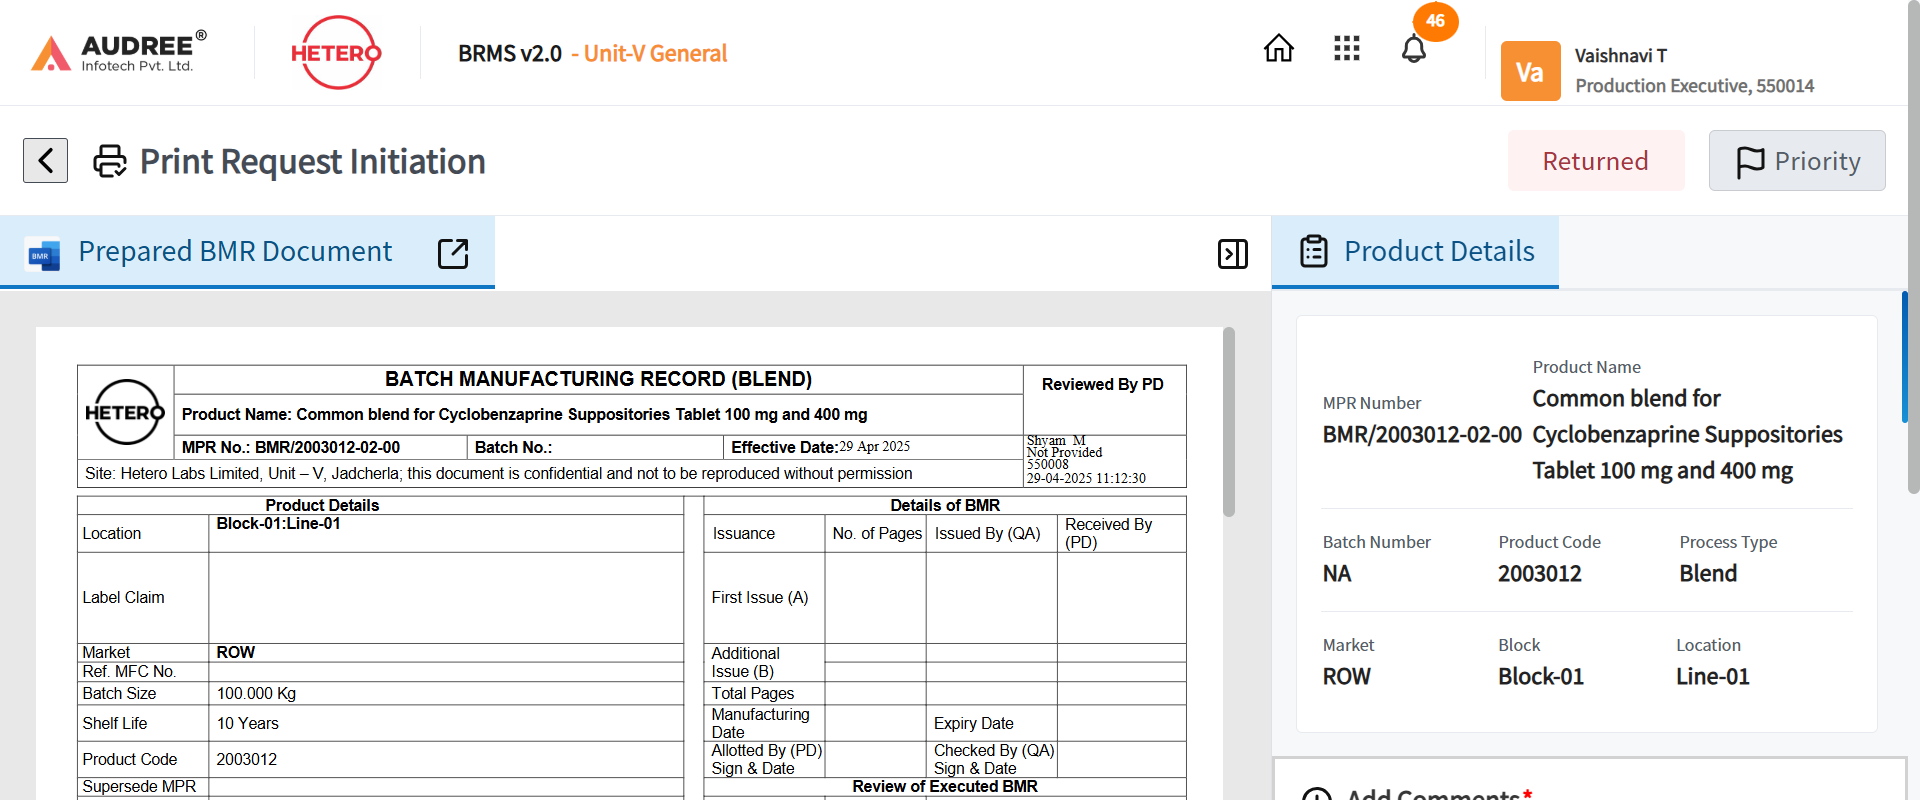 AUDREE®
Infotech Pvt. Ltd.
HETERO
BRMS v2.0 - Unit-V General
46
Va
Vaishnavi T
Production Executive, 550014
Print Request Initiation
Returned
Priority
BMR
Prepared BMR Document
Product Details
HETERO
BATCH MANUFACTURING RECORD (BLEND)
Reviewed By PD
Product Name: Common blend for Cyclobenzaprine Suppositories Tablet 100 mg and 400 mg
MPR No.: BMR/2003012-02-00
Batch No.:
Effective Date:29 Apr 2025
Shyam M
Not Provided
550008
29-04-2025 11:12:30
Site: Hetero Labs Limited, Unit – V, Jadcherla; this document is confidential and not to be reproduced without permission
Product Details
Location
Block-01:Line-01
Label Claim
Market
ROW
Ref. MFC No.
Batch Size
100.000 Kg
Shelf Life
10 Years
Product Code
2003012
Supersede MPR
Details of BMR
Issuance
No. of Pages
Issued By (QA)
Received By
(PD)
First Issue (A)
Additional
Issue (B)
Total Pages
Manufacturing
Date
Expiry Date
Allotted By (PD)
Sign & Date
Checked By (QA)
Sign & Date
Review of Executed BMR
MPR Number
BMR/2003012-02-00
Product Name
Common blend for
Cyclobenzaprine Suppositories
Tablet 100 mg and 400 mg
Batch Number
NA
Product Code
2003012
Process Type
Blend
Market
ROW
Block
Block-01
Location
Line-01
Add Comments*